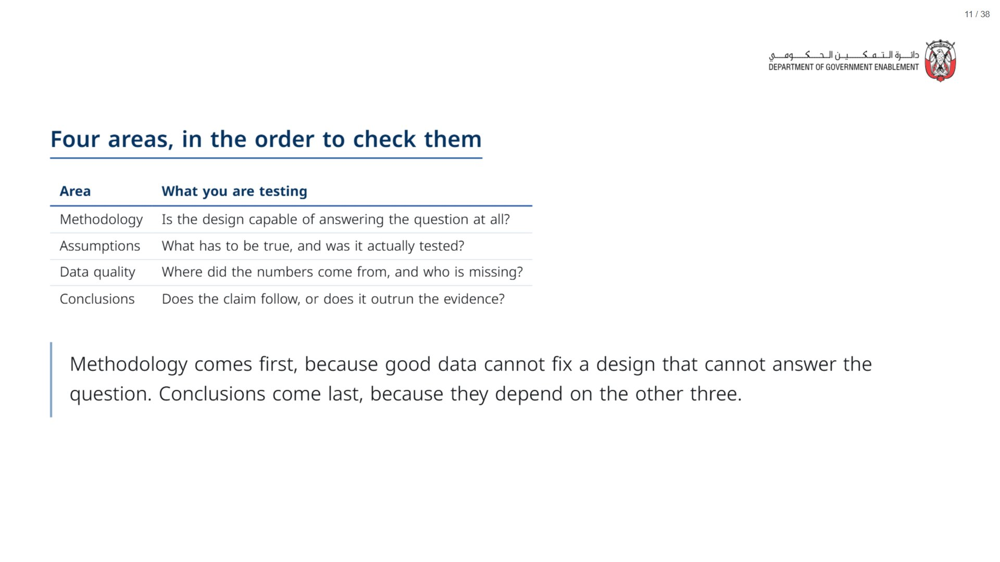 11 / 38
دائرة التمكين الحكومي
DEPARTMENT OF GOVERNMENT ENABLEMENT
Four areas, in the order to check them
Area What you are testing
Methodology Is the design capable of answering the question at all?
Assumptions What has to be true, and was it actually tested?
Data quality Where did the numbers come from, and who is missing?
Conclusions Does the claim follow, or does it outrun the evidence?
Methodology comes first, because good data cannot fix a design that cannot answer the
question. Conclusions come last, because they depend on the other three.